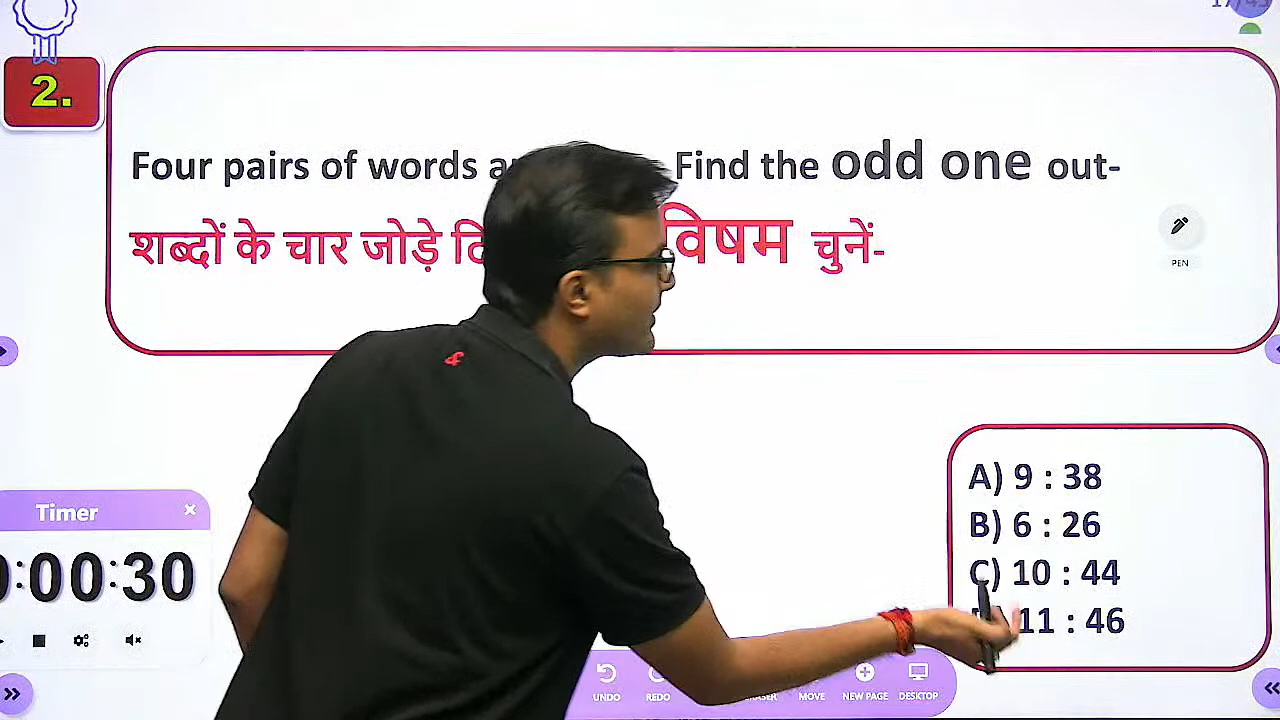 2.
Four pairs of words Find the odd one out-
शब्दों के चार जोड़े विषम चुनें-
PEN
Timer
:00:30
A) 9 : 38
B) 6 : 26
C) 10 : 44
11 : 46
UNDO
REDO
MOVE
NEW PAGE
DESKTOP